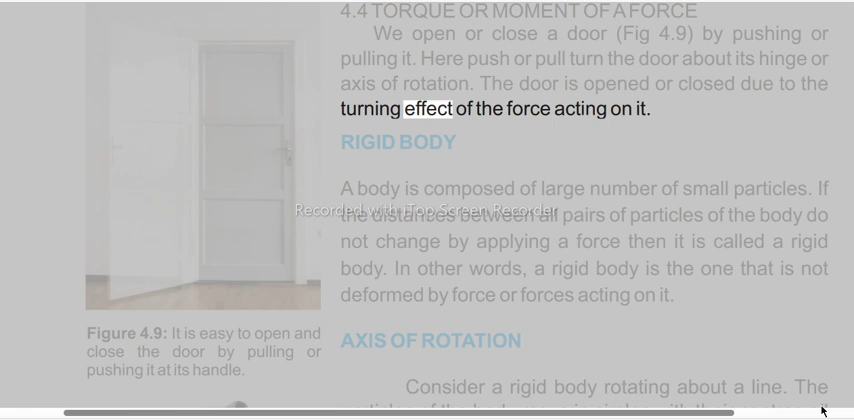 4.4 TORQUE OR MOMENT OF A FORCE
We open or close a door (Fig 4.9) by pushing or
pulling it. Here push or pull turn the door about its hinge or
axis of rotation. The door is opened or closed due to the
turning effect of the force acting on it.
RIGID BODY
A body is composed of large number of small particles. If
the distances between all pairs of particles of the body do
not change by applying a force then it is called a rigid
body. In other words, a rigid body is the one that is not
deformed by force or forces acting on it.
Recorded with iTop Screen Recorder
Figure 4.9: It is easy to open and
close the door by pulling or
pushing it at its handle.
AXIS OF ROTATION
Consider a rigid body rotating about a line. The